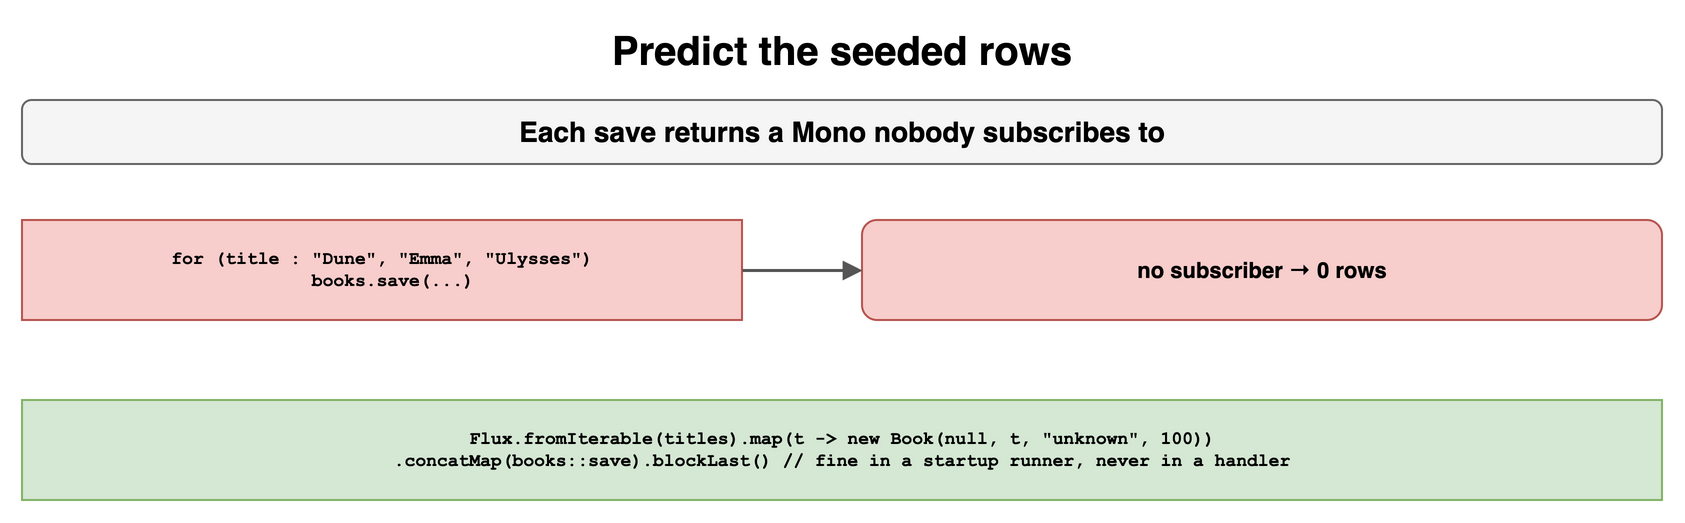 Predict the seeded rows
Each save returns a Mono nobody subscribes to
for (title : "Dune", "Emma", "Ulysses")
books.save(...)
no subscriber → 0 rows
Flux.fromIterable(titles).map(t -> new Book(null, t, "unknown", 100))
.concatMap(books::save).blockLast() // fine in a startup runner, never in a handler